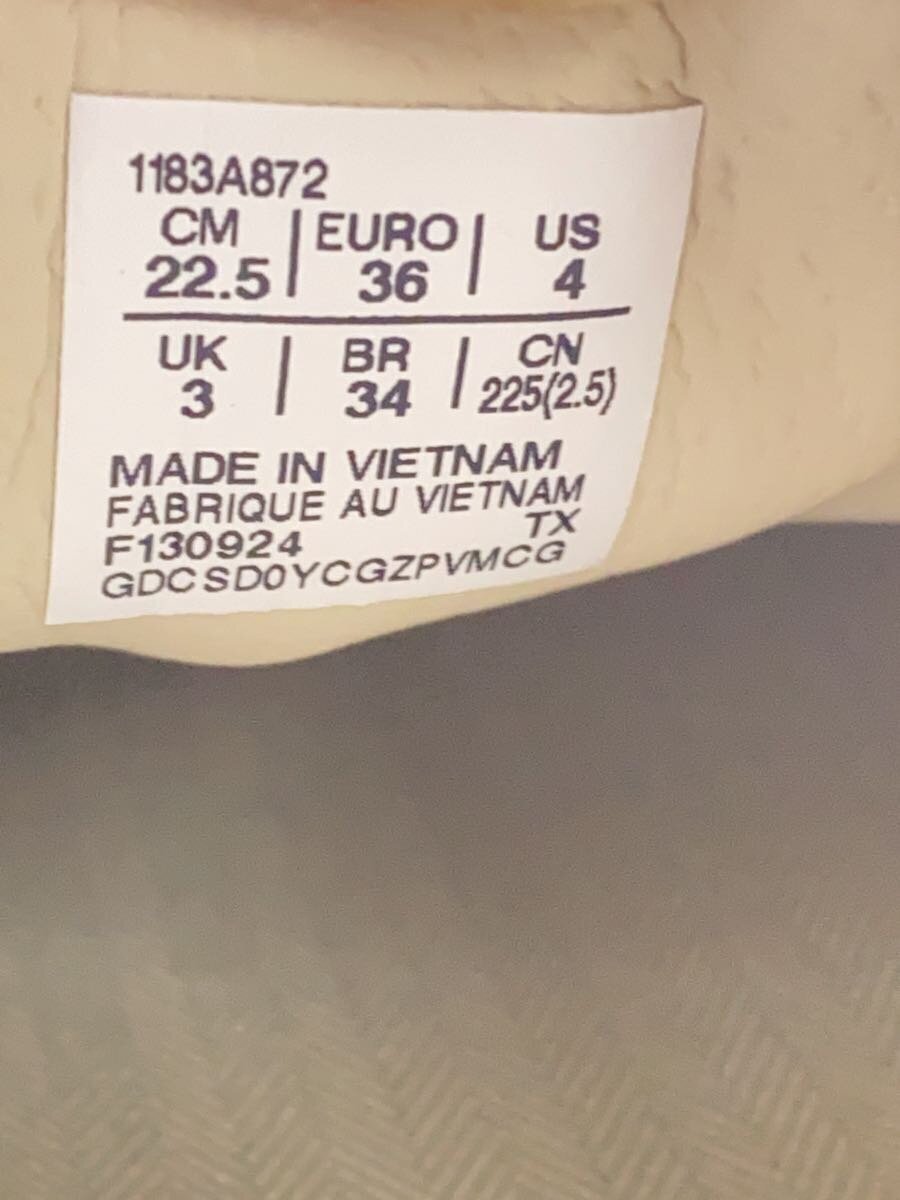 1183A872
CM | EURO | US
22.5 | 36 | 4
UK | BR | CN
3 | 34 | 225(2.5)
MADE IN VIETNAM
FABRIQUE AU VIETNAM
F130924 TX
GDCSD0YCGZPVMCG